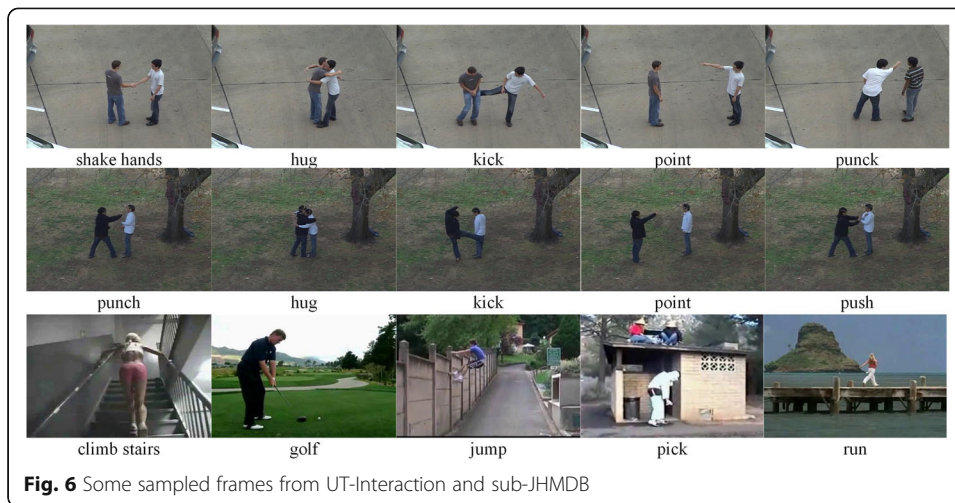 shake hands hug kick point punck
punch hug kick point push
climb stairs golf jump pick run
Fig. 6 Some sampled frames from UT-Interaction and sub-JHMDB